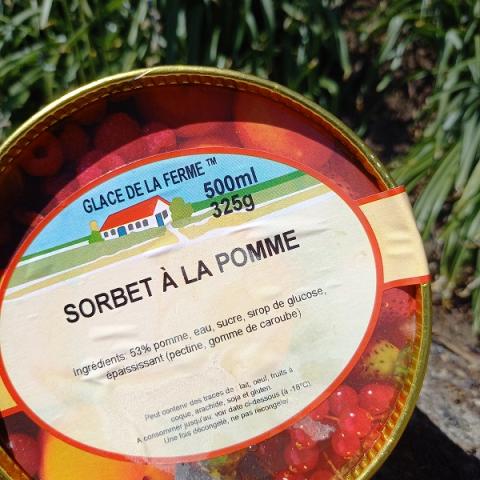 GLACE DE LA FERME ™
500ml
325g
SORBET À LA POMME
Ingrédients: 53% pomme, eau, sucre, sirop de glucose,
épaississant (pectine, gomme de caroube)
Peut contenir des traces de : lait, oeuf, fruits à
coque, arachide, soja et gluten.
A consommer jusqu'au: voir date ci-dessous (à -18°C).
Une fois décongelé, ne pas recongeler.